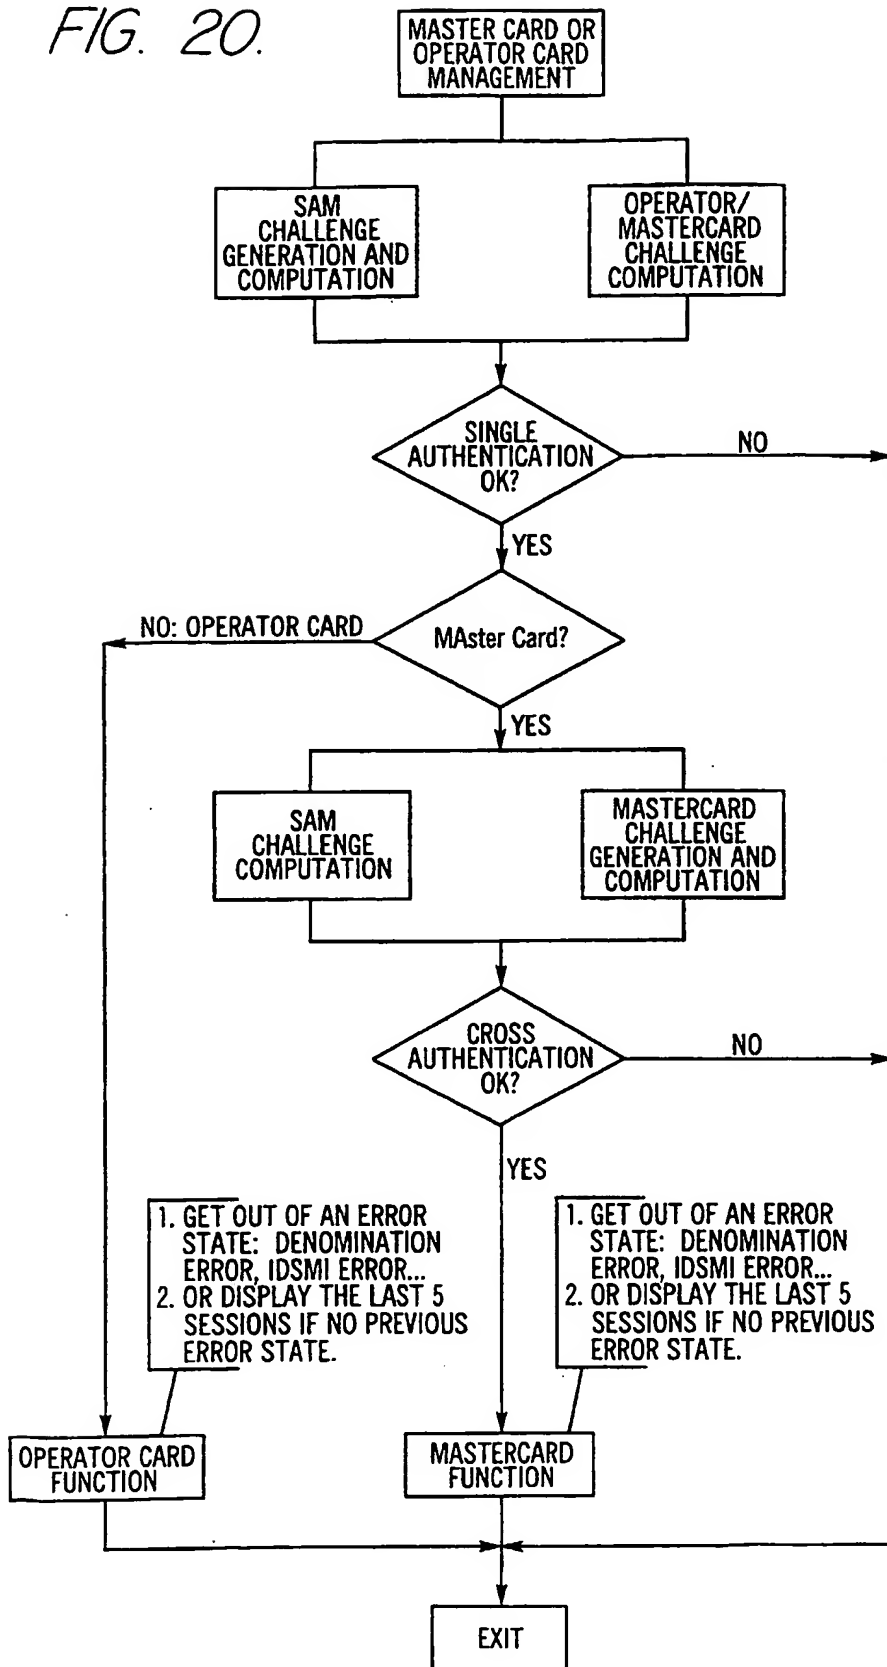 FIG. 20.
MASTER CARD OR
OPERATOR CARD
MANAGEMENT
SAM
CHALLENGE
GENERATION AND
COMPUTATION
OPERATOR/
MASTERCARD
CHALLENGE
COMPUTATION
SINGLE
AUTHENTICATION
OK?
NO
YES
MAster Card?
NO: OPERATOR CARD
YES
SAM
CHALLENGE
COMPUTATION
MASTERCARD
CHALLENGE
GENERATION AND
COMPUTATION
CROSS
AUTHENTICATION
OK?
NO
YES
1. GET OUT OF AN ERROR
STATE: DENOMINATION
ERROR, IDSMI ERROR...
2. OR DISPLAY THE LAST 5
SESSIONS IF NO PREVIOUS
ERROR STATE.
1. GET OUT OF AN ERROR
STATE: DENOMINATION
ERROR, IDSMI ERROR...
2. OR DISPLAY THE LAST 5
SESSIONS IF NO PREVIOUS
ERROR STATE.
OPERATOR CARD
FUNCTION
MASTERCARD
FUNCTION
EXIT